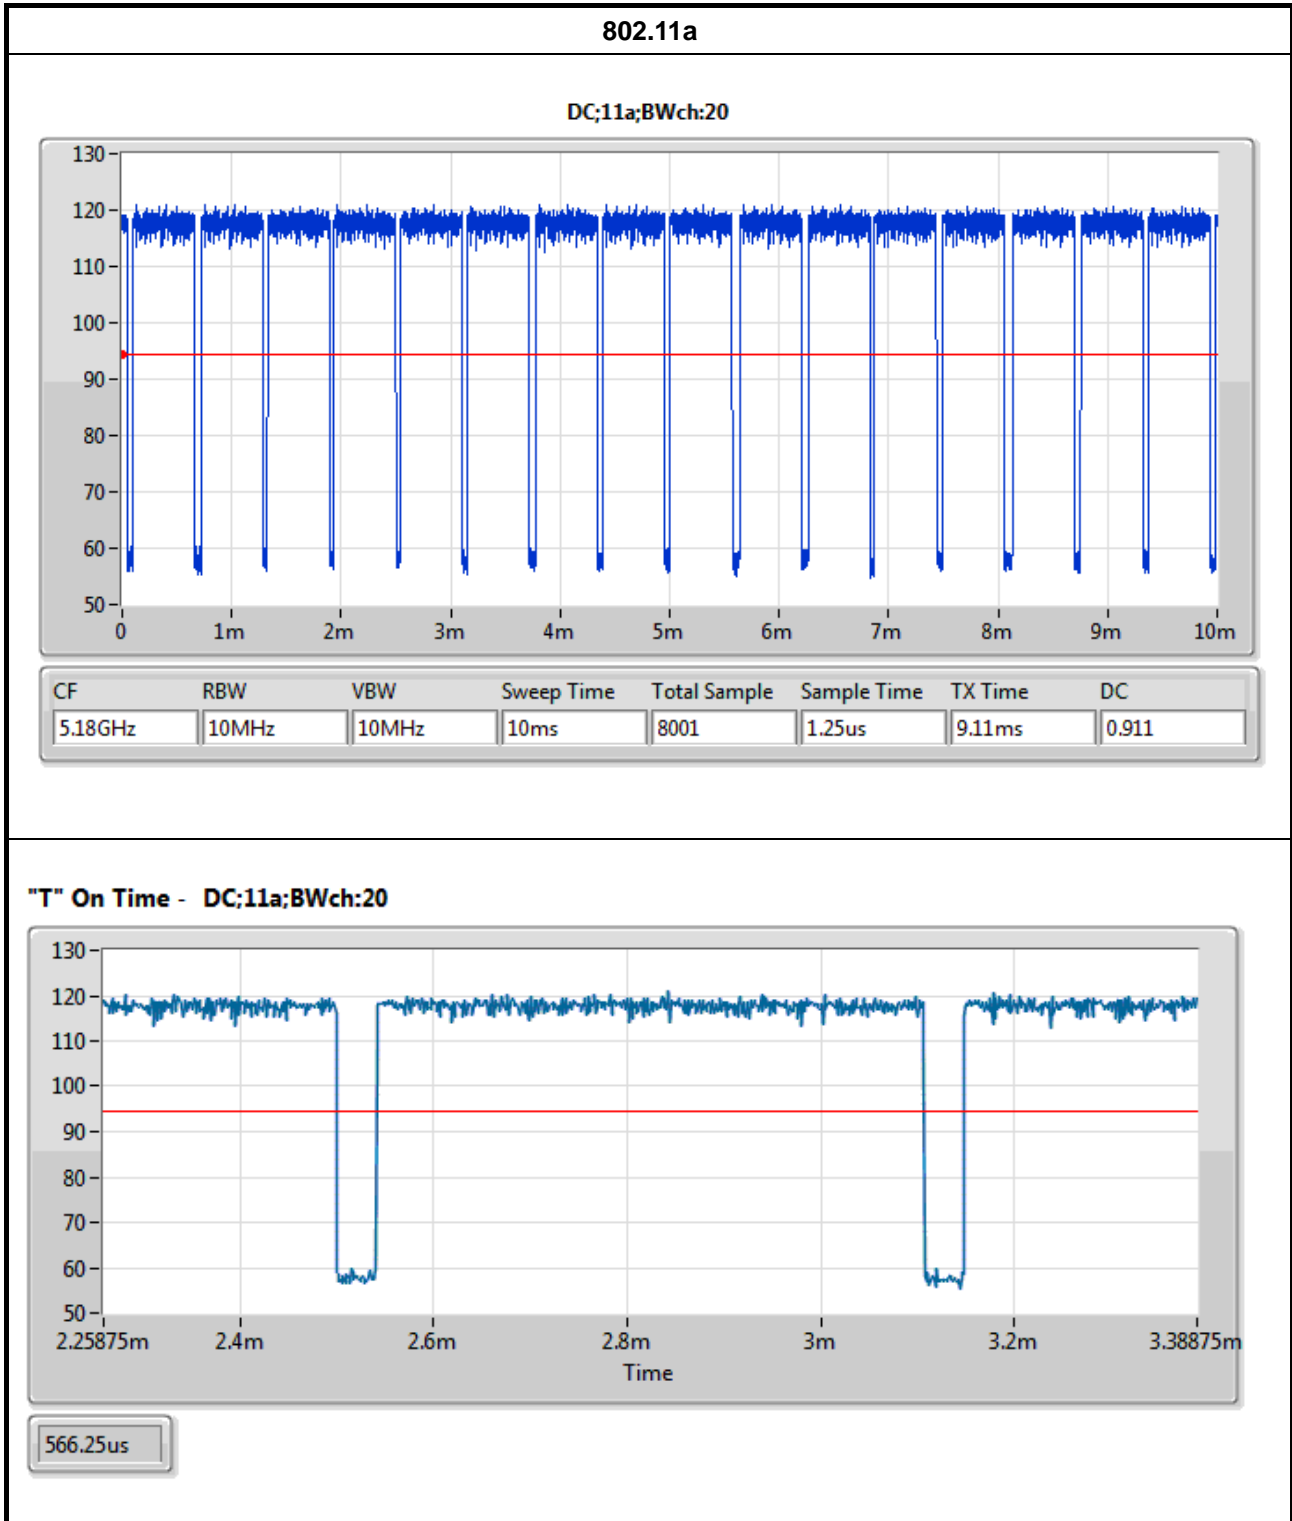 802.11a
DC;11a;BWch:20
130
120
110
100
90
80
70
60
50
0 1m 2m 3m 4m 5m 6m 7m 8m 9m 10m
CF RBW VBW Sweep Time Total Sample Sample Time TX Time DC
5.18GHz 10MHz 10MHz 10ms 8001 1.25us 9.11ms 0.911
"T" On Time - DC;11a;BWch:20
130
120
110
100
90
80
70
60
50
2.25875m 2.4m 2.6m 2.8m 3m 3.2m 3.38875m
Time
566.25us